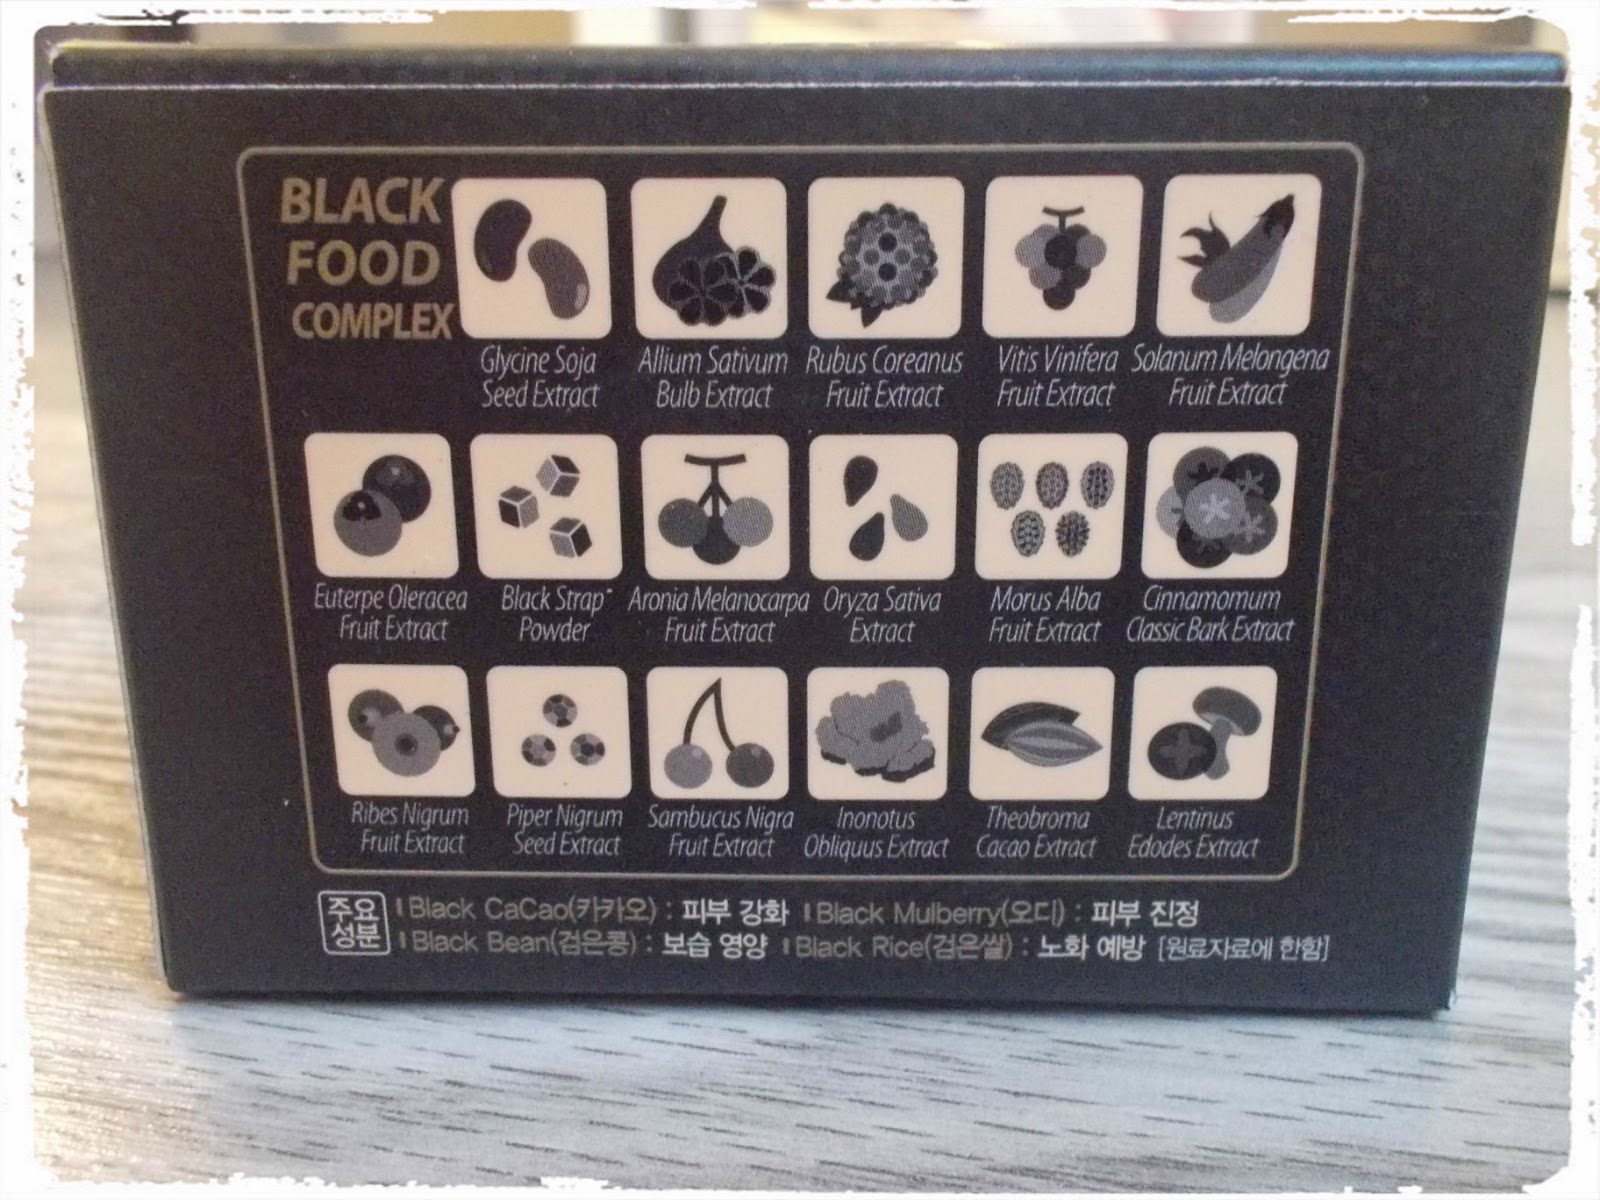 BLACK
FOOD
COMPLEX
Glycine Soja
Seed Extract
Allium Sativum
Bulb Extract
Rubus Coreanus
Fruit Extract
Vitis Vinifera
Fruit Extract
Solanum Melongena
Fruit Extract
Euterpe Oleracea
Fruit Extract
Black Strap*
Powder
Aronia Melanocarpa
Fruit Extract
Oryza Sativa
Extract
Morus Alba
Fruit Extract
Cinnamomum
Classic Bark Extract
Ribes Nigrum
Fruit Extract
Piper Nigrum
Seed Extract
Sambucus Nigra
Fruit Extract
Inonotus
Obliquus Extract
Theobroma
Cacao Extract
Lentinus
Edodes Extract
주요
성분
Black CaCao(카카오) : 피부 강화 Black Mulberry(오디) : 피부 진정
Black Bean(검은콩) : 보습 영양 Black Rice(검은쌀) : 노화 예방 [원료자료에 한함]